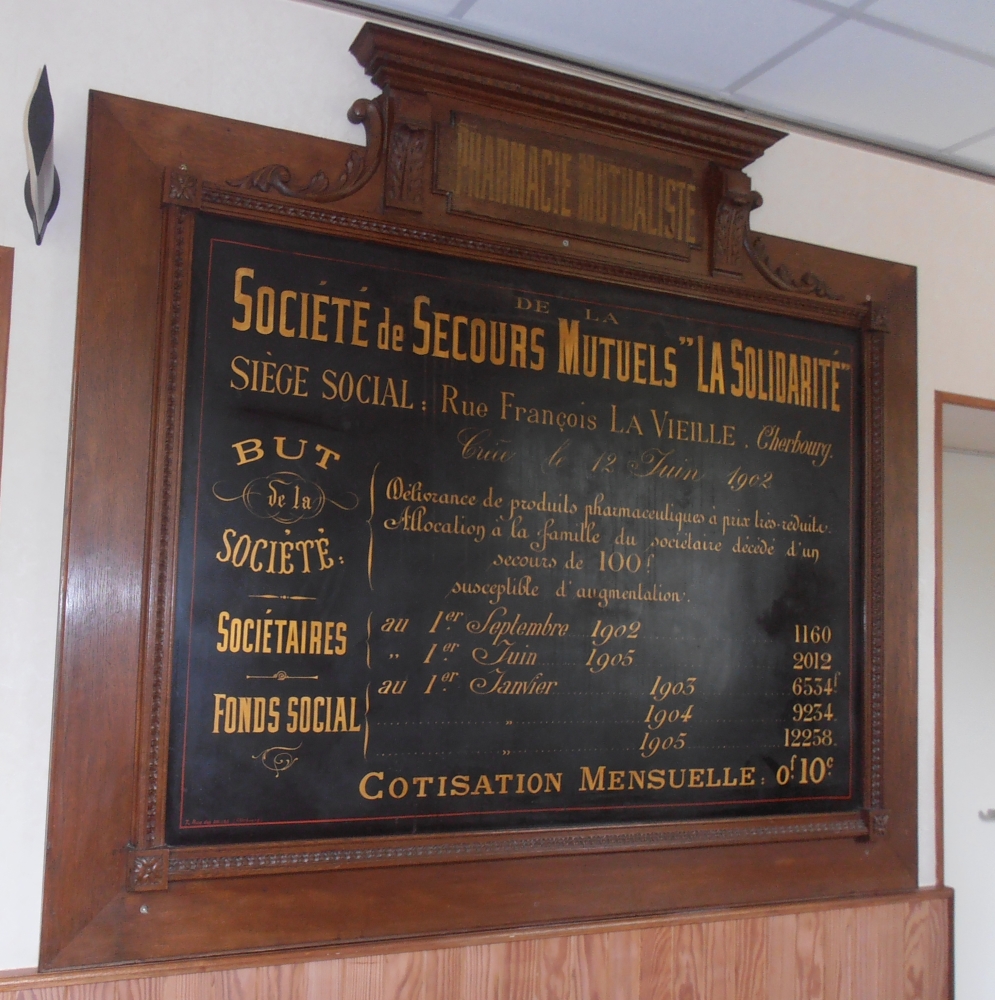 PHARMACIE MUTUALISTE
DE LA
SOCIÉTÉ de SECOURS MUTUELS "LA SOLIDARITÉ"
SIÈGE SOCIAL : Rue François LA VIEILLE . Cherbourg.
Créée le 12 Juin 1902
BUT
de la
SOCIÉTÉ :
Délivrance de produits pharmaceutiques à prix très-réduits.
Allocation à la famille du sociétaire décédé d'un
secours de 100f
susceptible d'augmentation.
SOCIÉTAIRES
au 1er Septembre 1902 1160
" 1er Juin 1905 2012
FONDS SOCIAL
au 1er Janvier 1903 6534f
" 1904 9234
" 1905 12258
COTISATION MENSUELLE : 0f 10c